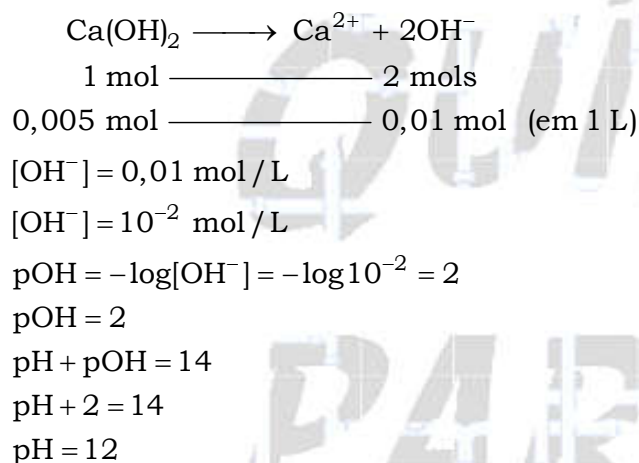 Ca(OH)₂ ⟶ Ca²⁺ + 2OH⁻
1 mol ———— 2 mols
0,005 mol ———— 0,01 mol (em 1 L)
[OH⁻] = 0,01 mol / L
[OH⁻] = 10⁻² mol / L
pOH = −log[OH⁻] = −log10⁻² = 2
pOH = 2
pH + pOH = 14
pH + 2 = 14
pH = 12